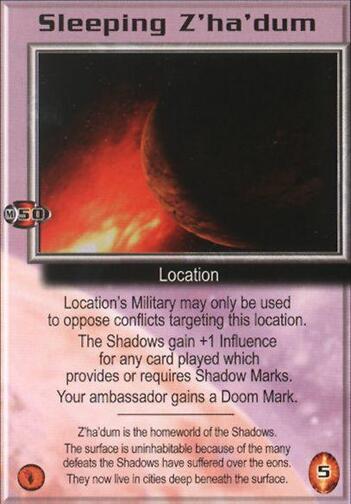 Sleeping Z'ha'dum
M 50
Location
Location's Military may only be used
to oppose conflicts targeting this location.
The Shadows gain +1 Influence
for any card played which
provides or requires Shadow Marks.
Your ambassador gains a Doom Mark.
Z'ha'dum is the homeworld of the Shadows.
The surface is uninhabitable because of the many
defeats the Shadows have suffered over the eons.
They now live in cities deep beneath the surface.
5